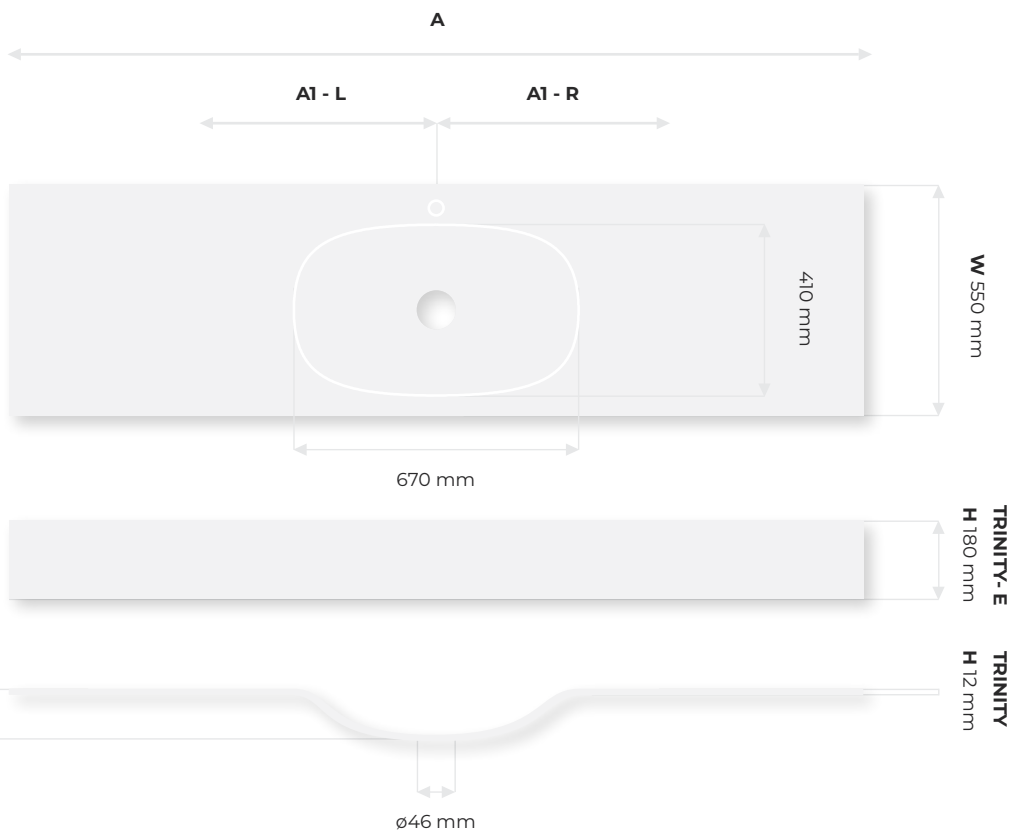 A
A1 - L
A1 - R
410 mm
W 550 mm
670 mm
TRINITY- E
H 180 mm
TRINITY
H 12 mm
ø46 mm